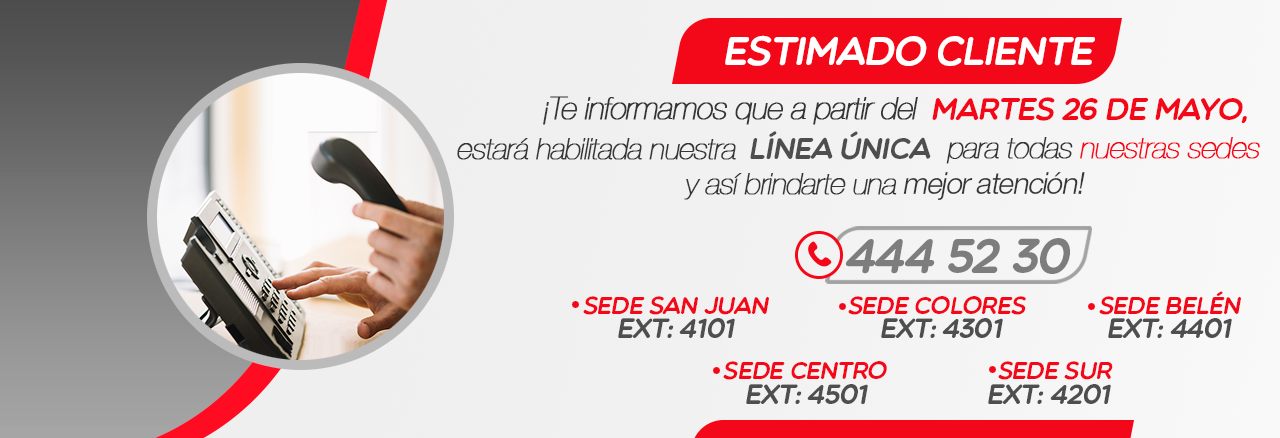 ESTIMADO CLIENTE
¡Te informamos que a partir del MARTES 26 DE MAYO,
estará habilitada nuestra LÍNEA ÚNICA para todas nuestras sedes
y así brindarte una mejor atención!
444 52 30
• SEDE SAN JUAN
EXT: 4101
• SEDE COLORES
EXT: 4301
• SEDE BELÉN
EXT: 4401
• SEDE CENTRO
EXT: 4501
• SEDE SUR
EXT: 4201